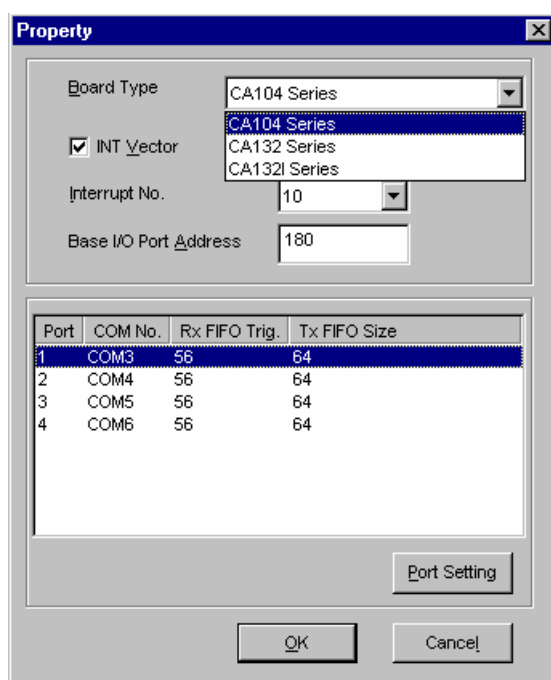 Property
Board Type
CA104 Series
CA104 Series
CA132 Series
CA132I Series
INT Vector
Interrupt No.
10
Base I/O Port Address
180
Port COM No. Rx FIFO Trig. Tx FIFO Size
1 COM3 56 64
2 COM4 56 64
3 COM5 56 64
4 COM6 56 64
Port Setting
OK
Cancel